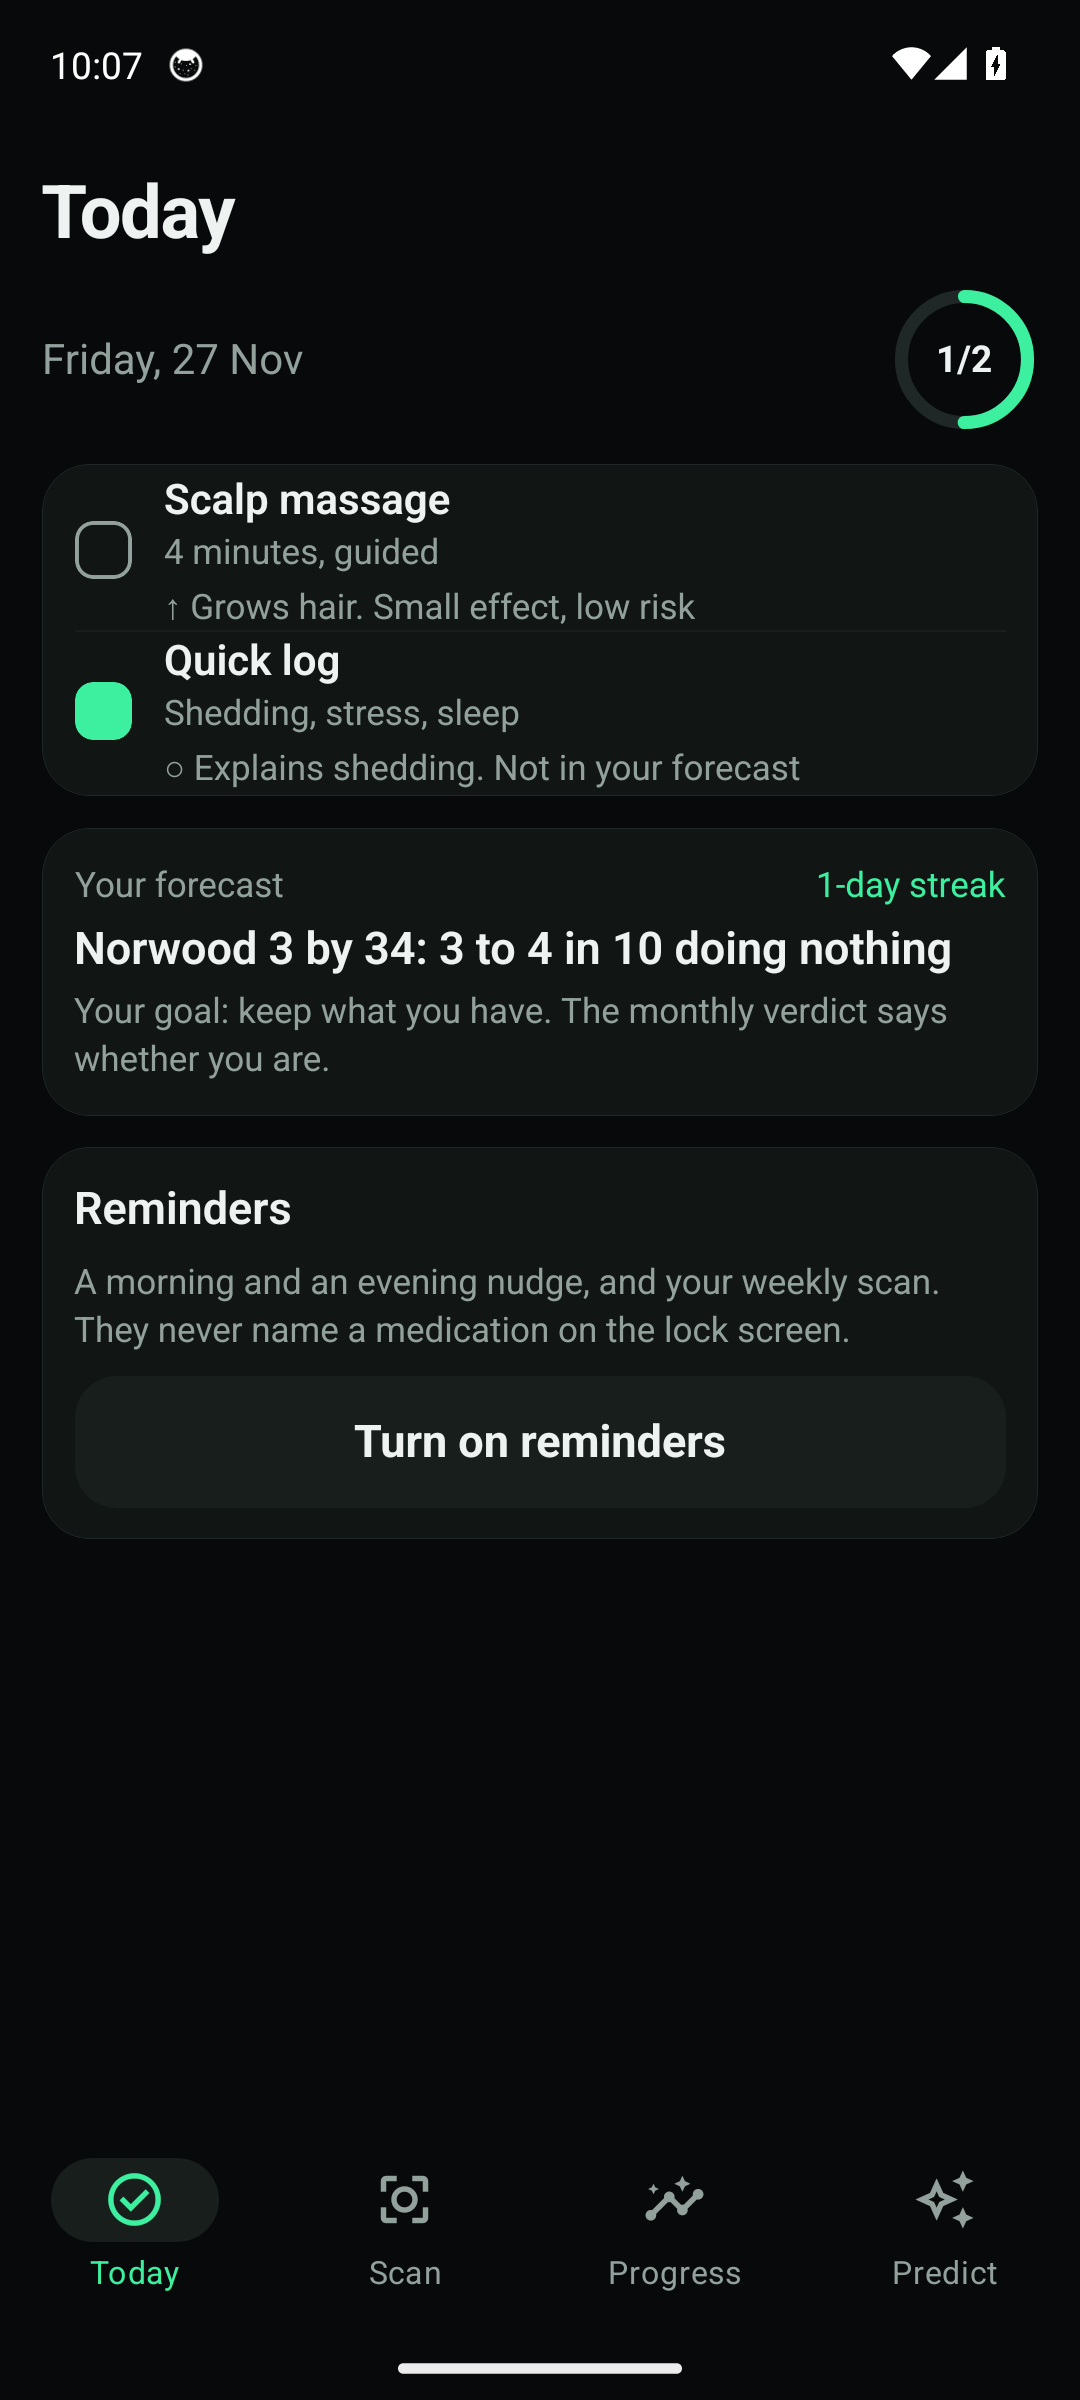 10:07
Today
Friday, 27 Nov
1/2
Scalp massage
4 minutes, guided
↑ Grows hair. Small effect, low risk
Quick log
Shedding, stress, sleep
○ Explains shedding. Not in your forecast
Your forecast
1-day streak
Norwood 3 by 34: 3 to 4 in 10 doing nothing
Your goal: keep what you have. The monthly verdict says
whether you are.
Reminders
A morning and an evening nudge, and your weekly scan.
They never name a medication on the lock screen.
Turn on reminders
Today
Scan
Progress
Predict